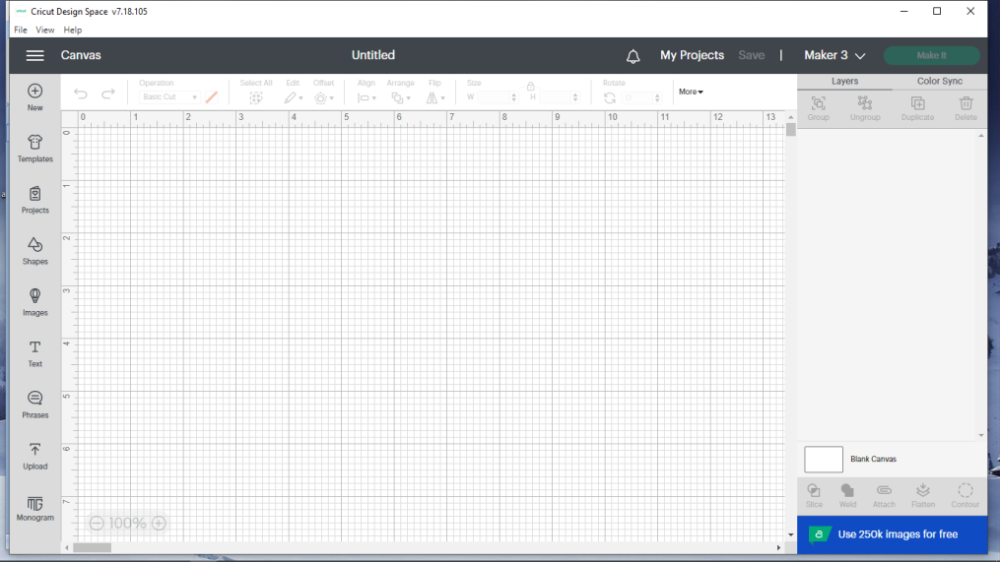 cricut Cricut Design Space v7.18.105
File View Help
Canvas Untitled My Projects Save | Maker 3 Make It
Operation Select All Edit Offset Align Arrange Flip Size Rotate
Basic Cut W H 0 More
Layers Color Sync
Group Ungroup Duplicate Delete
0 1 2 3 4 5 6 7 8 9 10 11 12 13
0
1
2
3
4
5
6
7
New
Templates
Projects
Shapes
Images
Text
Phrases
Upload
MG
Monogram
100%
Blank Canvas
Slice Weld Attach Flatten Contour
a Use 250k images for free